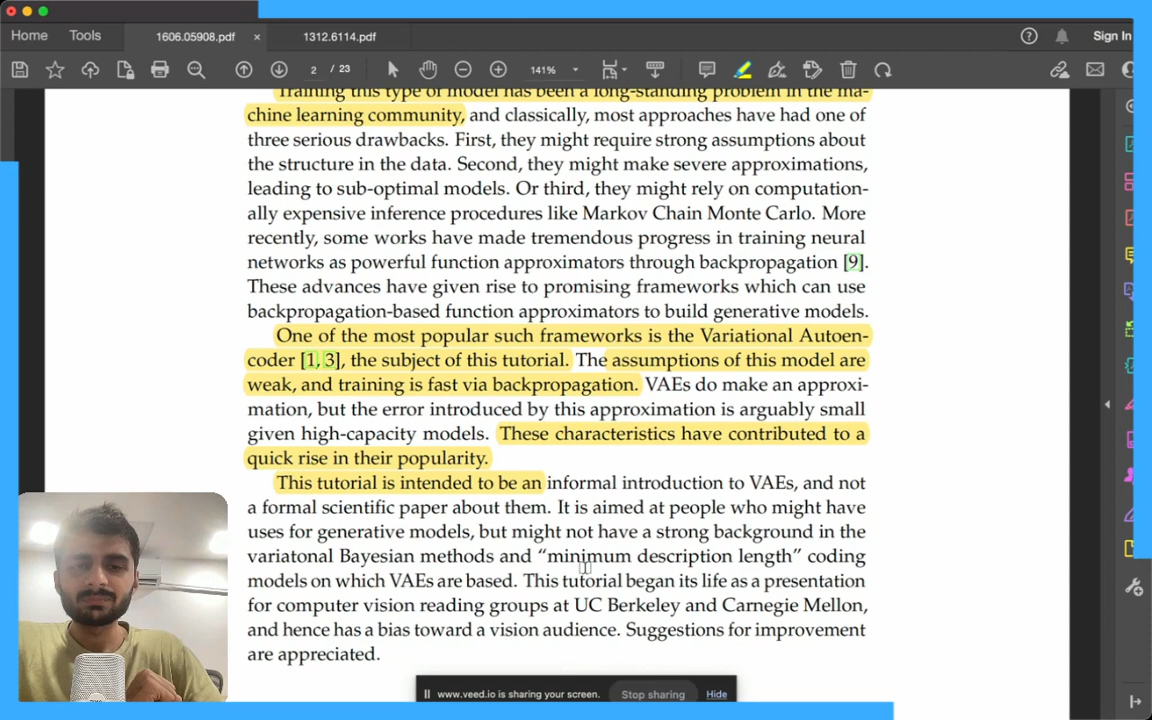 Home Tools 1606.05908.pdf × 1312.6114.pdf Sign In
2 / 23 141%
Training this type of model has been a long-standing problem in the ma-
chine learning community, and classically, most approaches have had one of
three serious drawbacks. First, they might require strong assumptions about
the structure in the data. Second, they might make severe approximations,
leading to sub-optimal models. Or third, they might rely on computation-
ally expensive inference procedures like Markov Chain Monte Carlo. More
recently, some works have made tremendous progress in training neural
networks as powerful function approximators through backpropagation [9].
These advances have given rise to promising frameworks which can use
backpropagation-based function approximators to build generative models.
One of the most popular such frameworks is the Variational Autoen-
coder [1, 3], the subject of this tutorial. The assumptions of this model are
weak, and training is fast via backpropagation. VAEs do make an approxi-
mation, but the error introduced by this approximation is arguably small
given high-capacity models. These characteristics have contributed to a
quick rise in their popularity.
This tutorial is intended to be an informal introduction to VAEs, and not
a formal scientific paper about them. It is aimed at people who might have
uses for generative models, but might not have a strong background in the
variatonal Bayesian methods and “minimum description length” coding
models on which VAEs are based. This tutorial began its life as a presentation
for computer vision reading groups at UC Berkeley and Carnegie Mellon,
and hence has a bias toward a vision audience. Suggestions for improvement
are appreciated.
www.veed.io is sharing your screen. Stop sharing Hide